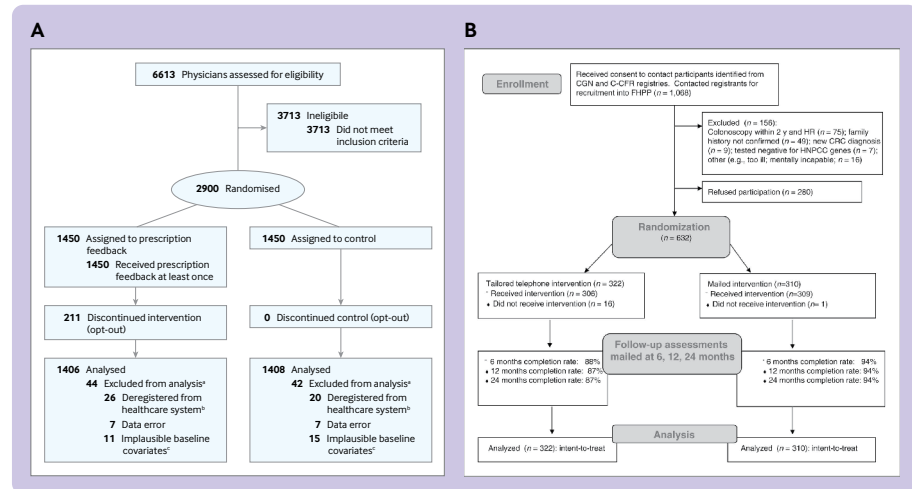 A
6613 Physicians assessed for eligibility
3713 Ineligibile
3713 Did not meet
inclusion criteria
2900 Randomised
1450 Assigned to prescription
feedback
1450 Received prescription
feedback at least once
1450 Assigned to control
211 Discontinued intervention
(opt-out)
0 Discontinued control (opt-out)
1406 Analysed
44 Excluded from analysisᵃ
26 Deregistered from
healthcare systemᵇ
7 Data error
11 Implausible baseline
covariatesᶜ
1408 Analysed
42 Excluded from analysisᵃ
20 Deregistered from
healthcare systemᵇ
7 Data error
15 Implausible baseline
covariatesᶜ
B
Enrollment
Received consent to contact participants identified from
CGN and C-CFR registries. Contacted registrants for
recruitment into FHPP (n = 1,068)
Excluded (n = 156):
Colonoscopy within 2 y and HR (n = 75); family
history not confirmed (n = 49); new CRC diagnosis
(n = 9); tested negative for HNPCC genes (n = 7);
other (e.g., too ill; mentally incapable; n = 16)
Refused participation (n = 280)
Randomization
(n = 632)
Tailored telephone intervention (n = 322)
Received intervention (n = 306)
♦ Did not receive intervention (n = 16)
Mailed intervention (n=310)
Received intervention (n=309)
♦ Did not receive intervention (n= 1)
Follow-up assessments
mailed at 6, 12, 24 months
6 months completion rate: 88%
♦ 12 months completion rate: 87%
♦ 24 months completion rate: 87%
6 months completion rate: 94%
♦ 12 months completion rate: 94%
♦ 24 months completion rate: 94%
Analysis
Analyzed (n = 322): intent-to-treat
Analyzed (n = 310): intent-to-treat